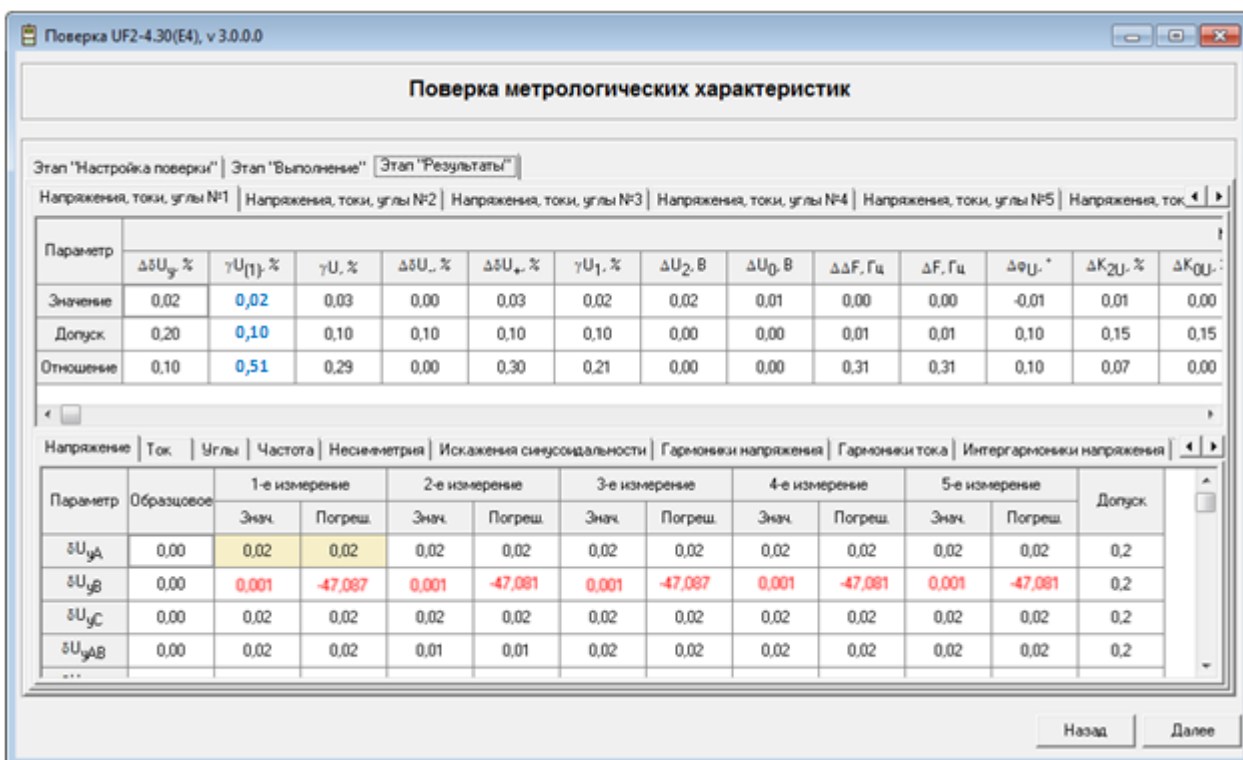 Поверка UF2-4.30(E4), v 3.0.0.0
Поверка метрологических характеристик
Этап "Настройка поверки" Этап "Выполнение" Этап "Результаты"
Напряжения, токи, углы №1 Напряжения, токи, углы №2 Напряжения, токи, углы №3 Напряжения, токи, углы №4 Напряжения, токи, углы №5 Напряжения, ток
Параметр
ΔδUy, % γU(1), % γU, % ΔδU-, % ΔδU+, % γU1, % ΔU2, В ΔU0, В ΔΔF, Гц ΔF, Гц ΔφU, ° ΔK2U, % ΔK0U,
Значение 0,02 0,02 0,03 0,00 0,03 0,02 0,02 0,01 0,00 0,00 -0,01 0,01 0,00
Допуск 0,20 0,10 0,10 0,10 0,10 0,10 0,00 0,00 0,01 0,01 0,10 0,15 0,15
Отношение 0,10 0,51 0,29 0,00 0,30 0,21 0,00 0,00 0,31 0,31 0,10 0,07 0,00
Напряжение Ток Углы Частота Несимметрия Искажения синусоидальности Гармоники напряжения Гармоники тока Интергармоники напряжения
Параметр Образцовое 1-е измерение 2-е измерение 3-е измерение 4-е измерение 5-е измерение Допуск
Знач. Погреш. Знач. Погреш. Знач. Погреш. Знач. Погреш. Знач. Погреш.
δUyA 0,00 0,02 0,02 0,02 0,02 0,02 0,02 0,02 0,02 0,02 0,02 0,2
δUyB 0,00 0,001 -47,087 0,001 -47,081 0,001 -47,087 0,001 -47,081 0,001 -47,081 0,2
δUyC 0,00 0,02 0,02 0,02 0,02 0,02 0,02 0,02 0,02 0,02 0,02 0,2
δUyAB 0,00 0,02 0,02 0,01 0,01 0,02 0,02 0,02 0,02 0,02 0,02 0,2
Назад Далее